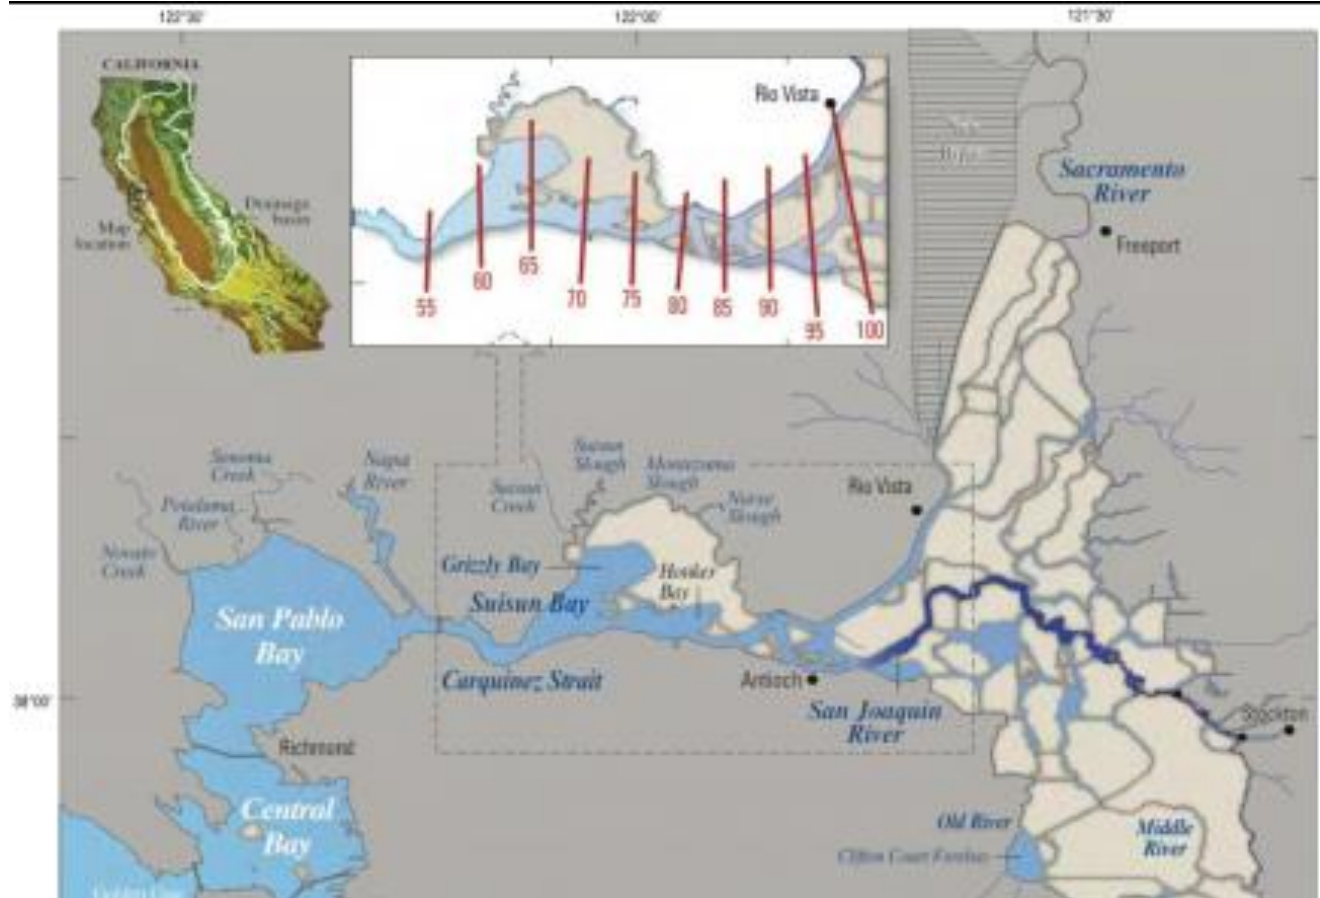 122°30'
122°00'
121°30'
CALIFORNIA
Drainage
basin
Map
location
Rio Vista
55
60
65
70
75
80
85
90
95
100
Sacramento
River
Freeport
Sonoma
Creek
Napa
River
Petaluma
River
Novato
Creek
Suisun
Creek
Suisun
Slough
Montezuma
Slough
Nurse
Slough
Rio Vista
Grizzly Bay
Honker
Bay
Suisun Bay
San Pablo
Bay
Carquinez Strait
Antioch
San Joaquin
River
38°00'
Richmond
Stockton
Central
Bay
Old River
Clifton Court Forebay
Middle
River